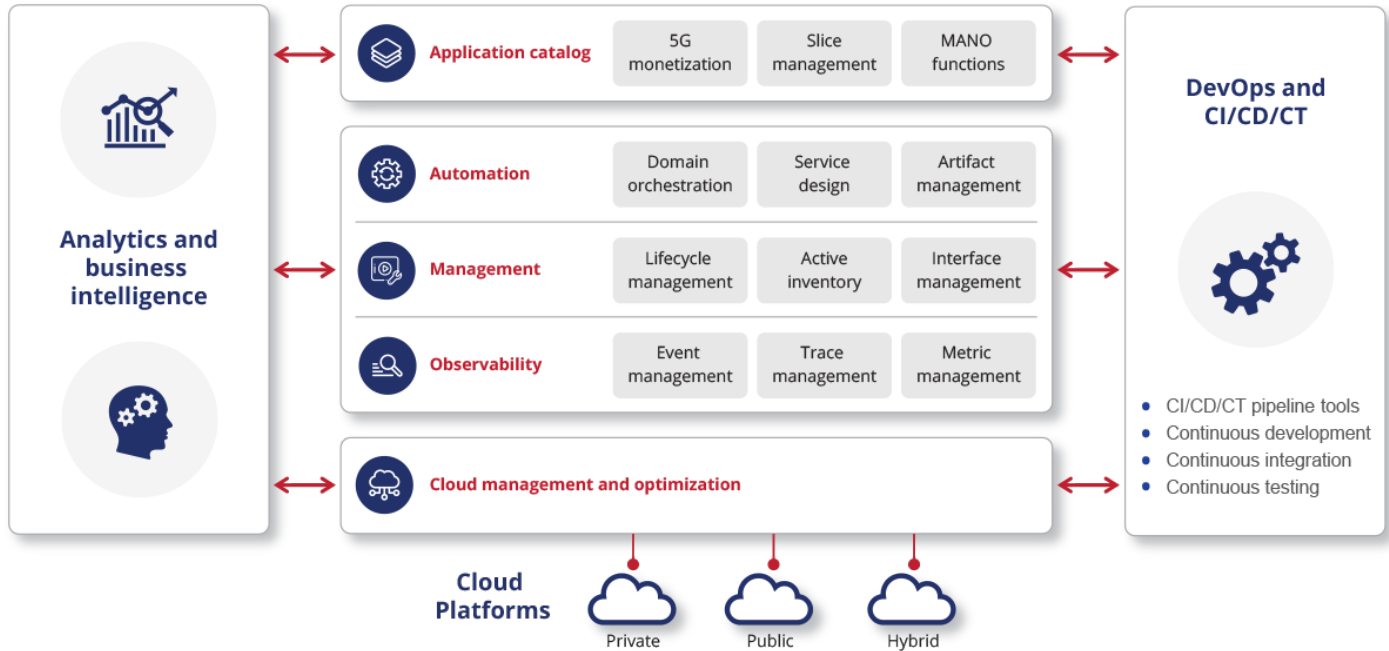 Analytics and
business
intelligence
Application catalog
5G
monetization
Slice
management
MANO
functions
Automation
Domain
orchestration
Service
design
Artifact
management
Management
Lifecycle
management
Active
inventory
Interface
management
Observability
Event
management
Trace
management
Metric
management
Cloud management and optimization
Cloud
Platforms
Private
Public
Hybrid
DevOps and
CI/CD/CT
CI/CD/CT pipeline tools
Continuous development
Continuous integration
Continuous testing